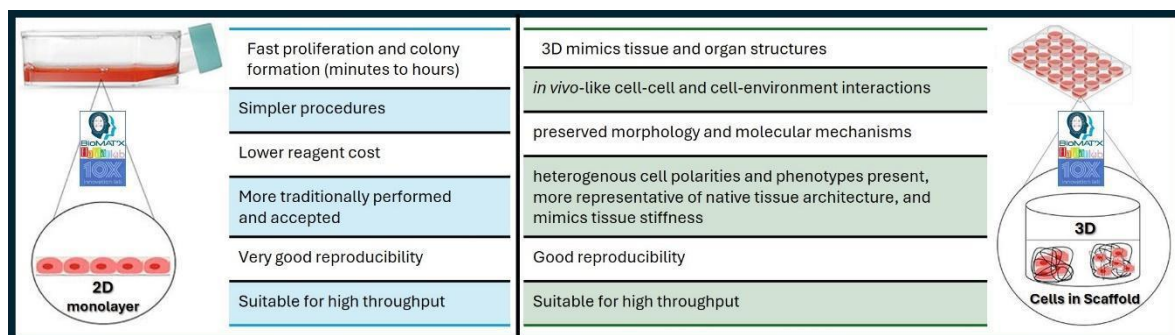 Fast proliferation and colony
formation (minutes to hours)
Simpler procedures
Lower reagent cost
More traditionally performed
and accepted
Very good reproducibility
Suitable for high throughput
BioMAT'X
10X
2D
monolayer
3D mimics tissue and organ structures
in vivo-like cell-cell and cell-environment interactions
preserved morphology and molecular mechanisms
heterogenous cell polarities and phenotypes present,
more representative of native tissue architecture, and
mimics tissue stiffness
Good reproducibility
Suitable for high throughput
BioMAT'X
10X
3D
Cells in Scaffold